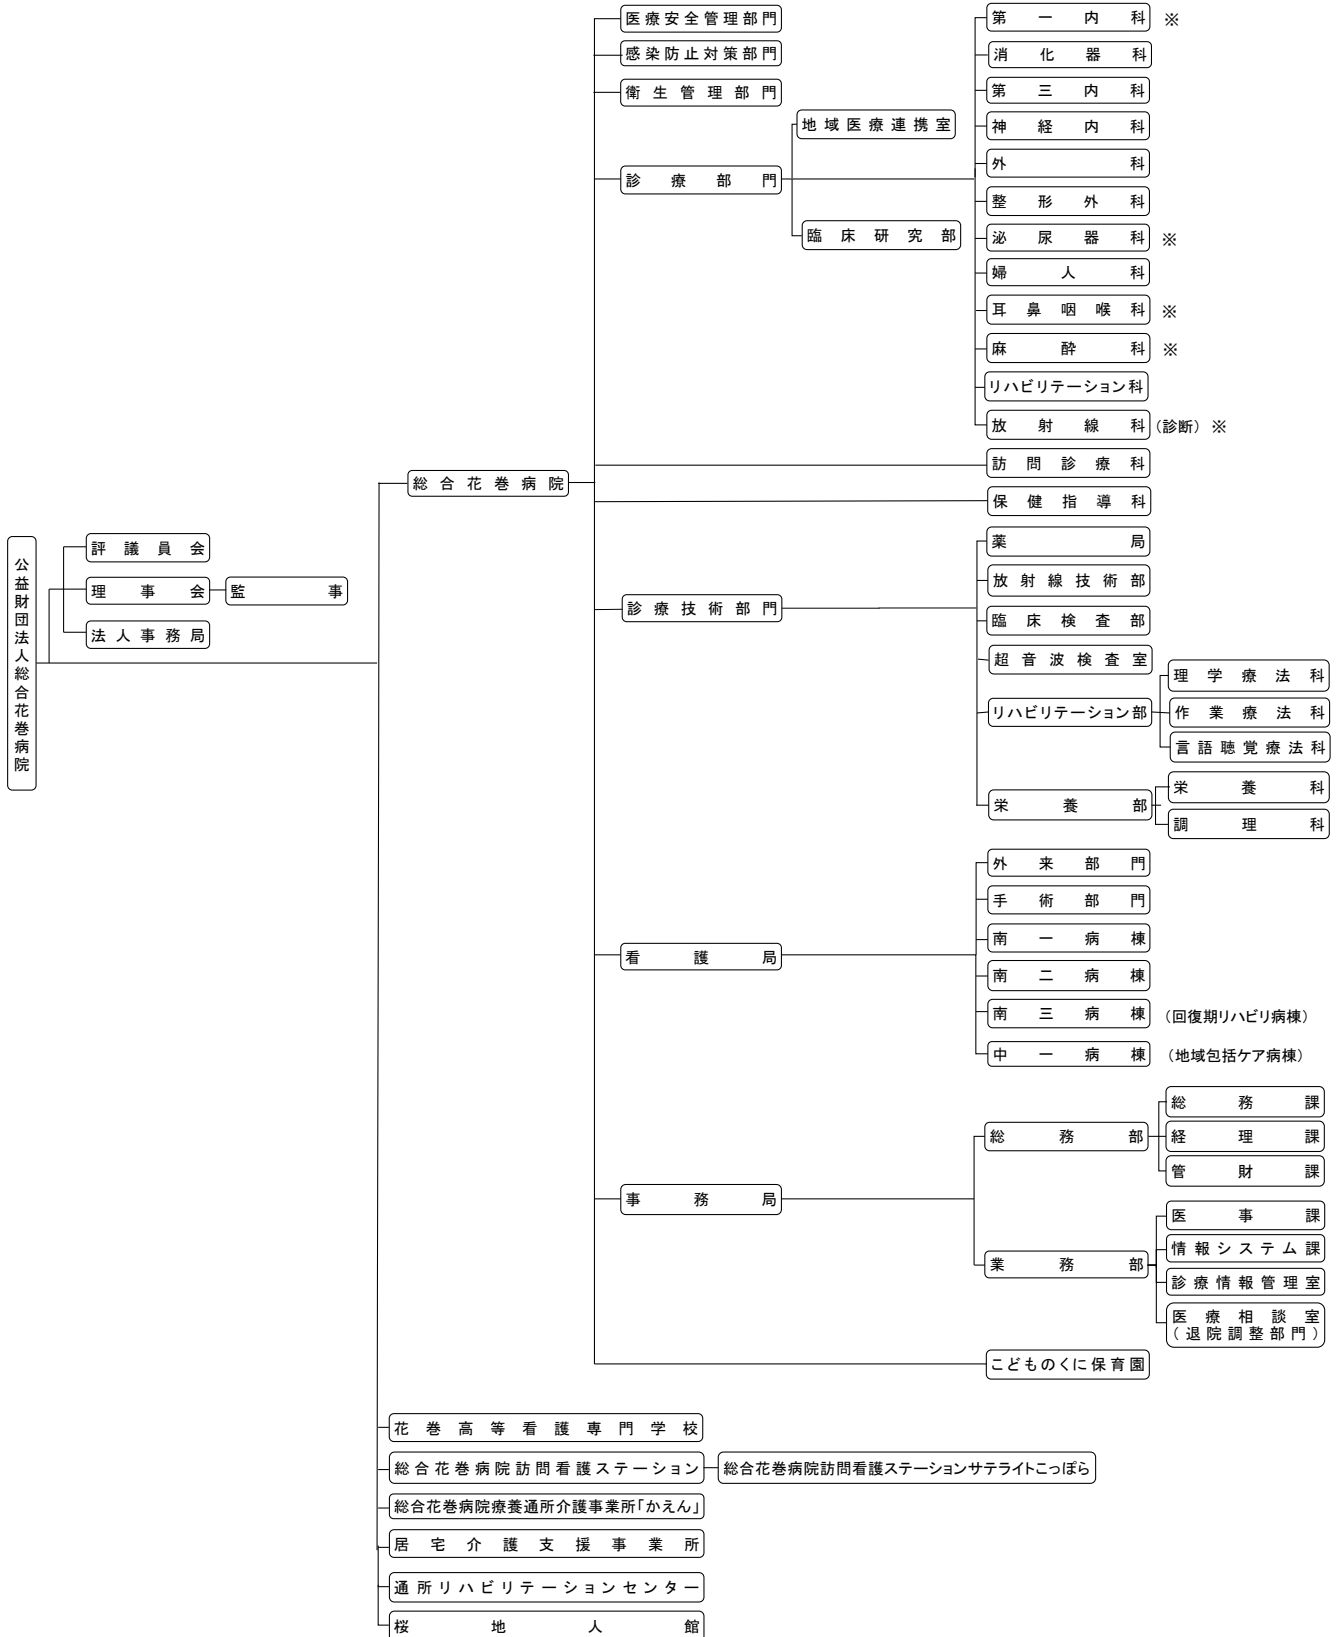 公益財団法人総合花巻病院
評議員会
理事会
監事
法人事務局
総合花巻病院
医療安全管理部門
感染防止対策部門
衛生管理部門
診療部門
地域医療連携室
臨床研究部
第一内科 ※
消化器科
第三内科
神経内科
外科
整形外科
泌尿器科 ※
婦人科
耳鼻咽喉科 ※
麻酔科 ※
リハビリテーション科
放射線科 (診断) ※
訪問診療科
保健指導科
診療技術部門
薬局
放射線技術部
臨床検査部
超音波検査室
リハビリテーション部
理学療法科
作業療法科
言語聴覚療法科
栄養部
栄養科
調理科
看護局
外来部門
手術部門
南一病棟
南二病棟
南三病棟 (回復期リハビリ病棟)
中一病棟 (地域包括ケア病棟)
事務局
総務部
総務課
経理課
管財課
業務部
医事課
情報システム課
診療情報管理室
医療相談室
(退院調整部門)
こどものくに保育園
花巻高等看護専門学校
総合花巻病院訪問看護ステーション
総合花巻病院訪問看護ステーションサテライトこっぽら
総合花巻病院療養通所介護事業所「かえん」
居宅介護支援事業所
通所リハビリテーションセンター
桜地人館